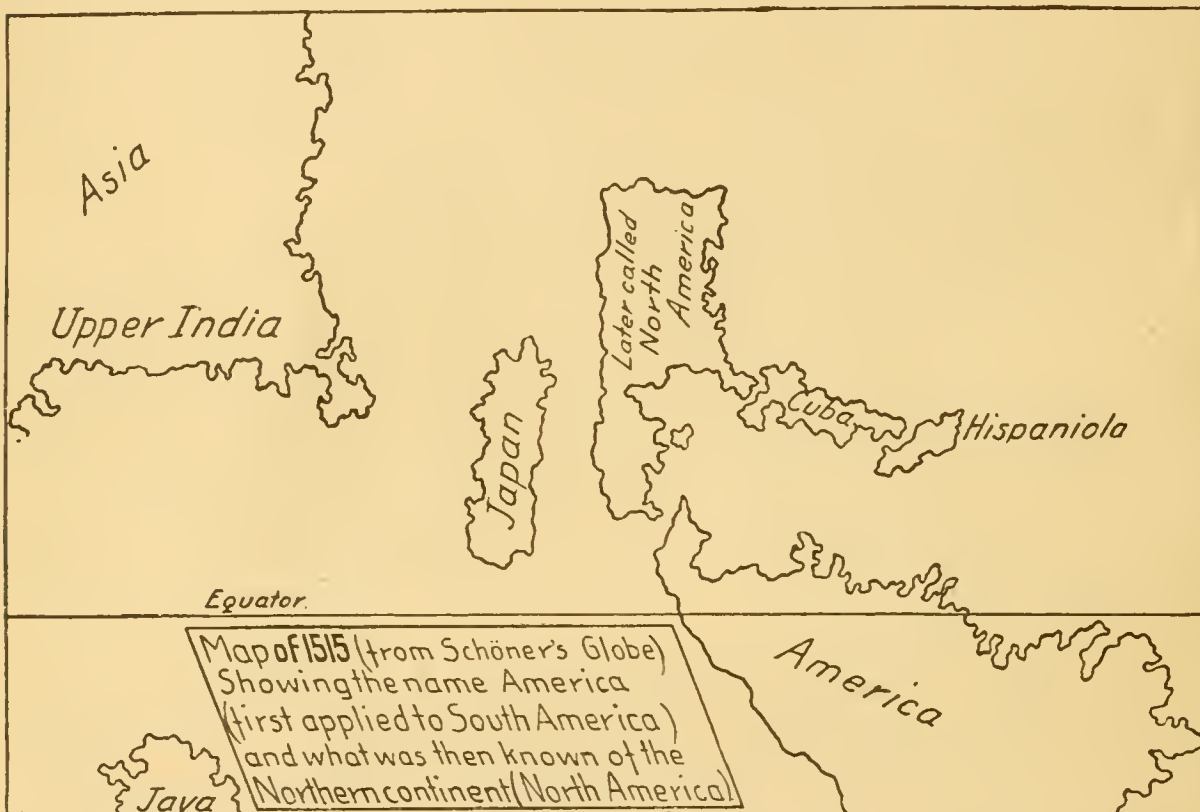 Asia
Upper India
Japan
Later called
North
America
Cuba
Hispaniola
Equator.
Map of 1515 (from Schöner's Globe)
Showing the name America
(first applied to South America)
and what was then known of the
Northern continent (North America)
America
Java